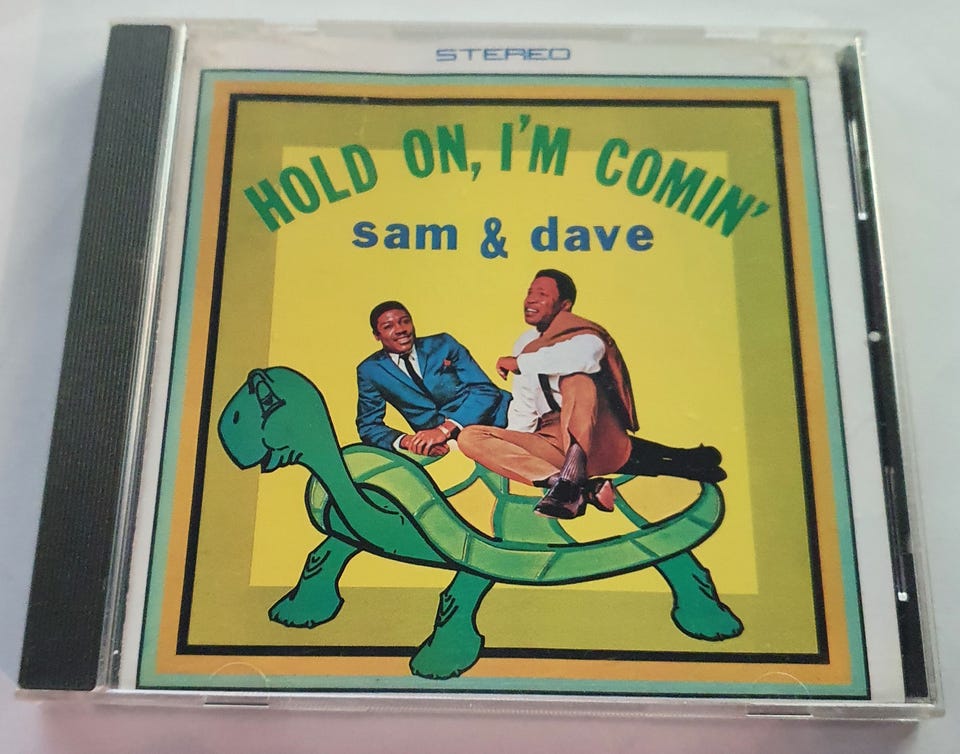 STEREO
HOLD ON, I'M COMIN'
sam & dave